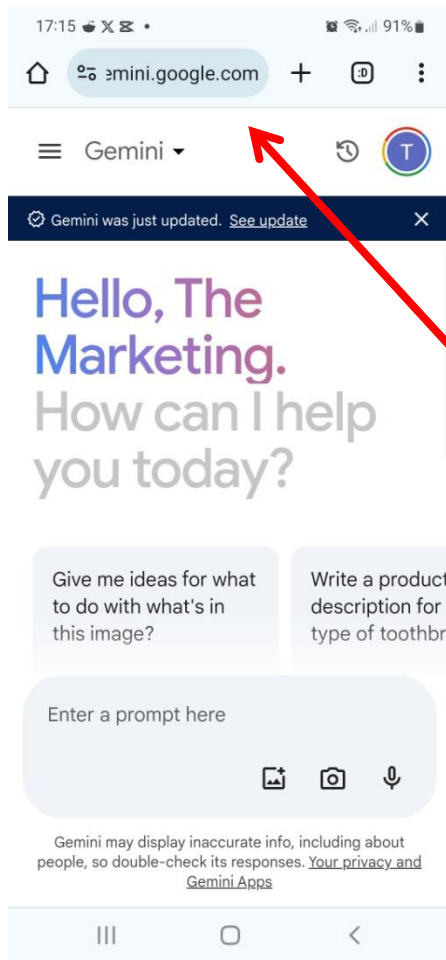 17:15 91%
emini.google.com :D
Gemini T
Gemini was just updated. See update
Hello, The
Marketing.
How can I help
you today?
Give me ideas for what
to do with what's in
this image?
Write a product
description for
type of toothbr
Enter a prompt here
Gemini may display inaccurate info, including about
people, so double-check its responses. Your privacy and
Gemini Apps